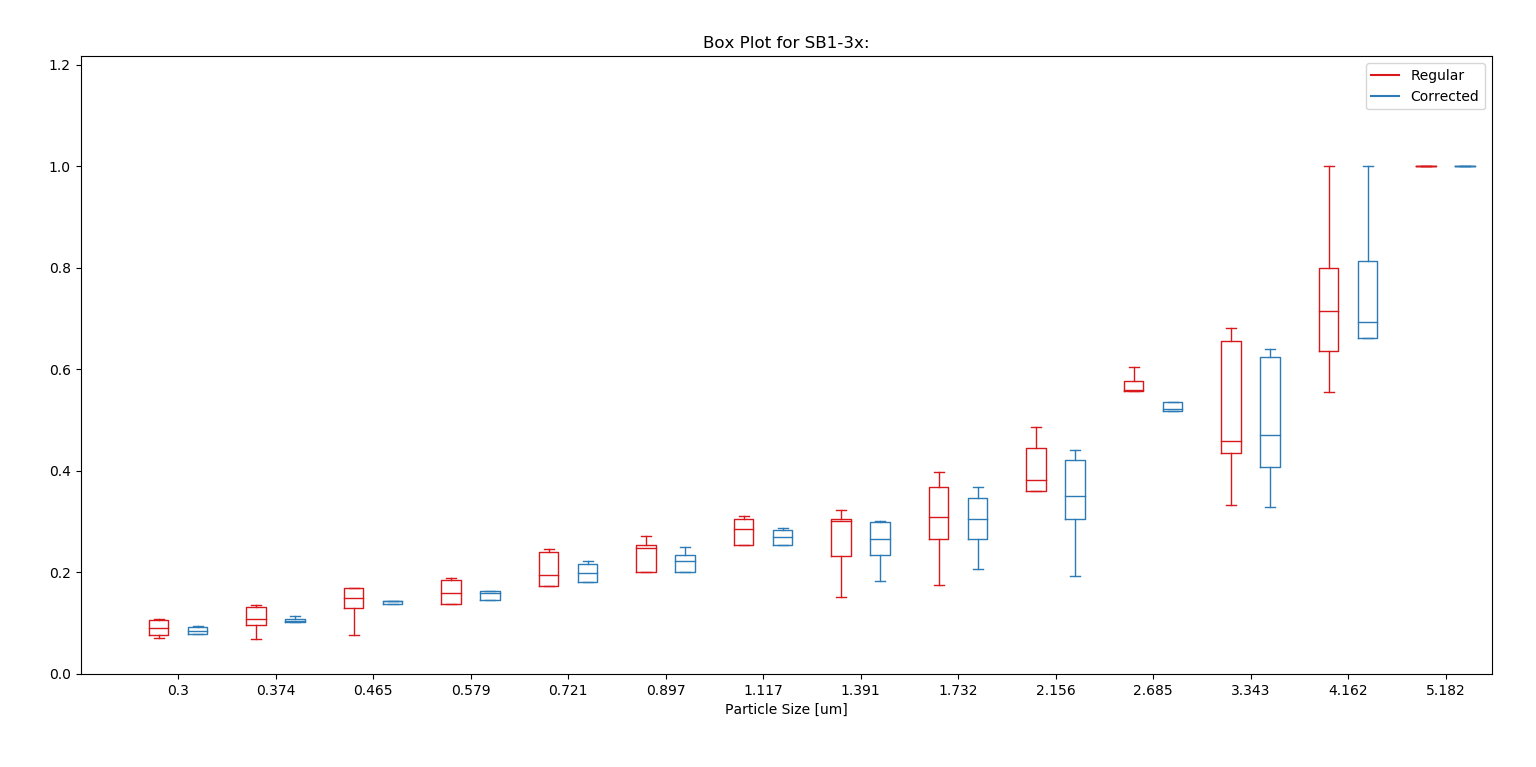 Box Plot for SB1-3x:
Regular
Corrected
1.2
1.0
0.8
0.6
0.4
0.2
0.0
0.3 0.374 0.465 0.579 0.721 0.897 1.117 1.391 1.732 2.156 2.685 3.343 4.162 5.182
Particle Size [um]